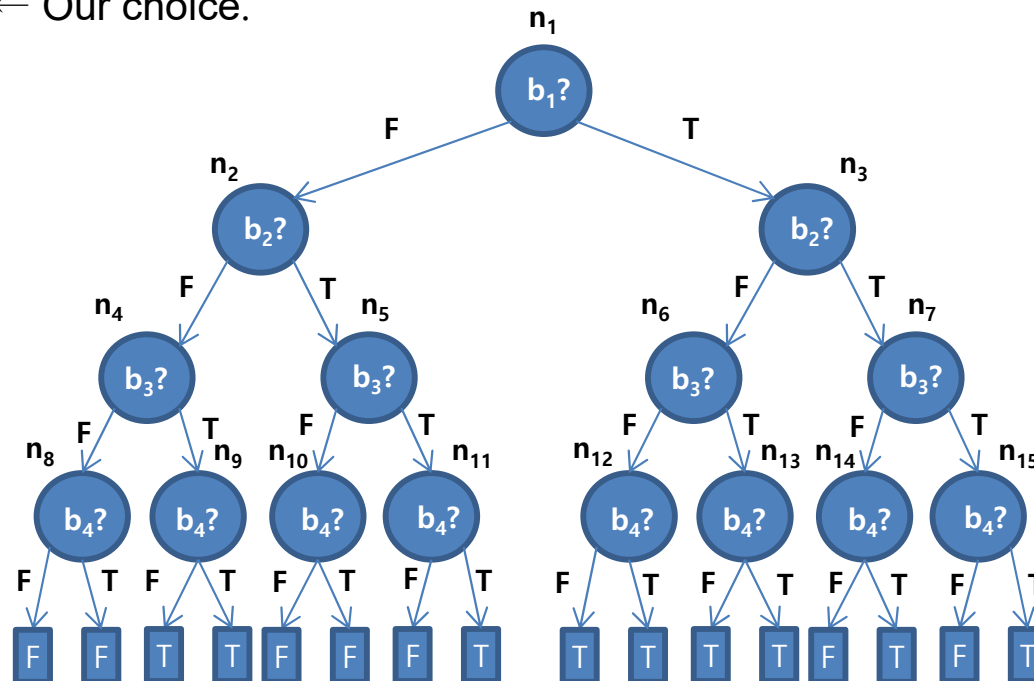 ← Our choice.
n₁
b₁?
F T
n₂ n₃
b₂? b₂?
F T F T
n₄ n₅ n₆ n₇
b₃? b₃? b₃? b₃?
F T F T F T F T
n₈ n₉ n₁₀ n₁₁ n₁₂ n₁₃ n₁₄ n₁₅
b₄? b₄? b₄? b₄? b₄? b₄? b₄? b₄?
F T F T F T F T F T F T F T F T
F F T T F F F T T T T T F T F T